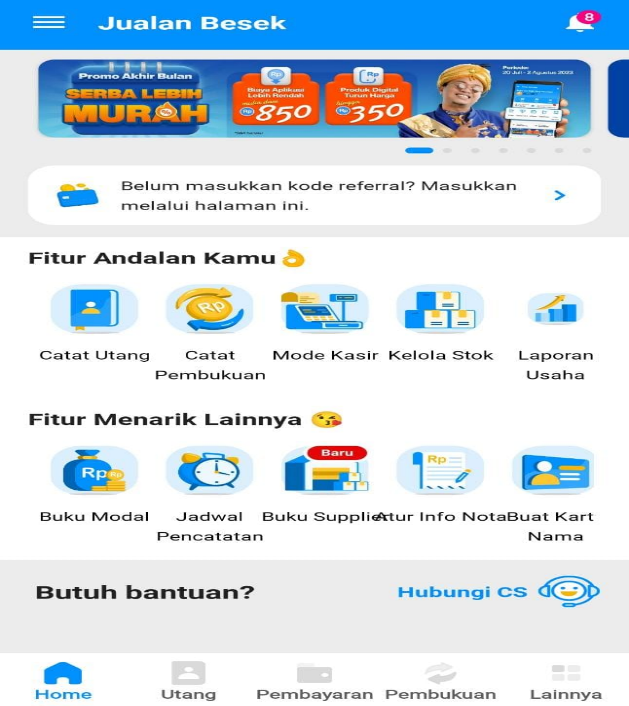 Jualan Besek
8
Promo Akhir Bulan
SERBA LEBIH
MURAH
Biaya Aplikasi
Lebih Rendah
Rp 850
Rp
Produk Digital
Turun Harga
Rp 350
Periode:
20 Juli - 2 Agustus 2023
Belum masukkan kode referral? Masukkan
melalui halaman ini.
Fitur Andalan Kamu👌
Rp
Catat Utang
Catat
Pembukuan
Mode Kasir
Kelola Stok
Laporan
Usaha
Fitur Menarik Lainnya 😘
Rp
Rp
Baru
Rp
Buku Modal
Jadwal
Pencatatan
Buku Supplier
Atur Info Nota
Buat Kart
Nama
Butuh bantuan?
Hubungi CS
Home
Utang
Pembayaran
Pembukuan
Lainnya